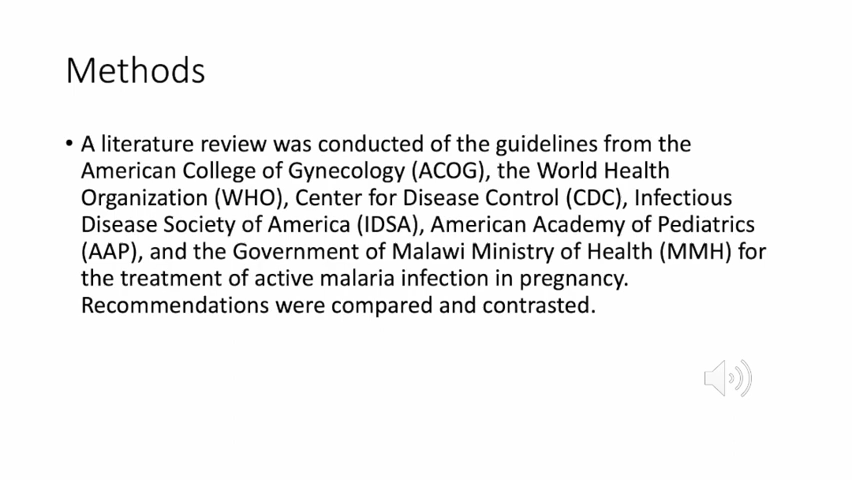 Methods
• A literature review was conducted of the guidelines from the
American College of Gynecology (ACOG), the World Health
Organization (WHO), Center for Disease Control (CDC), Infectious
Disease Society of America (IDSA), American Academy of Pediatrics
(AAP), and the Government of Malawi Ministry of Health (MMH) for
the treatment of active malaria infection in pregnancy.
Recommendations were compared and contrasted.